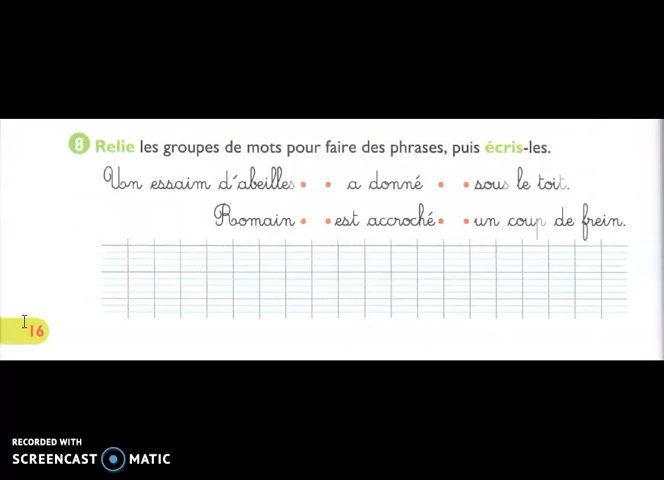 8 Relie les groupes de mots pour faire des phrases, puis écris-les.
Un essaim d'abeilles • • a donné • • sous le toit.
Romain • • est accroché • • un coup de frein.
16
RECORDED WITH
SCREENCAST MATIC